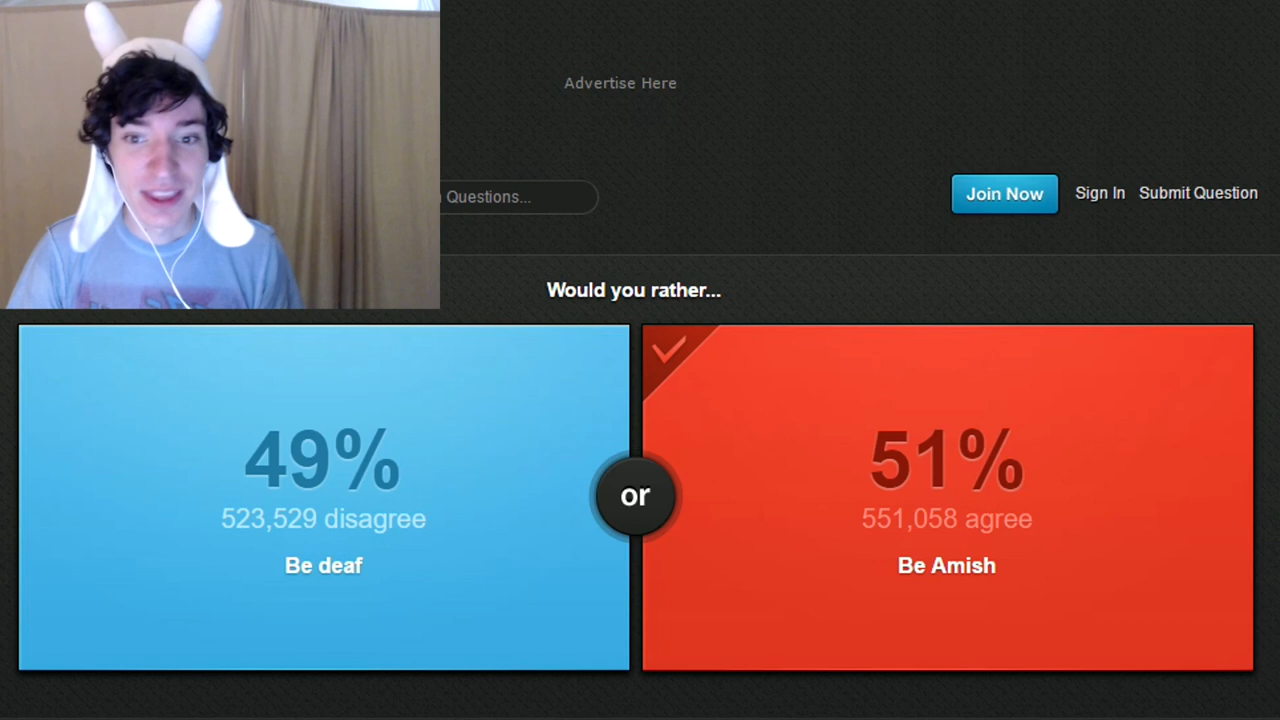 Advertise Here
Questions...
Join Now
Sign In
Submit Question
Would you rather...
49%
523,529 disagree
Be deaf
or
51%
551,058 agree
Be Amish